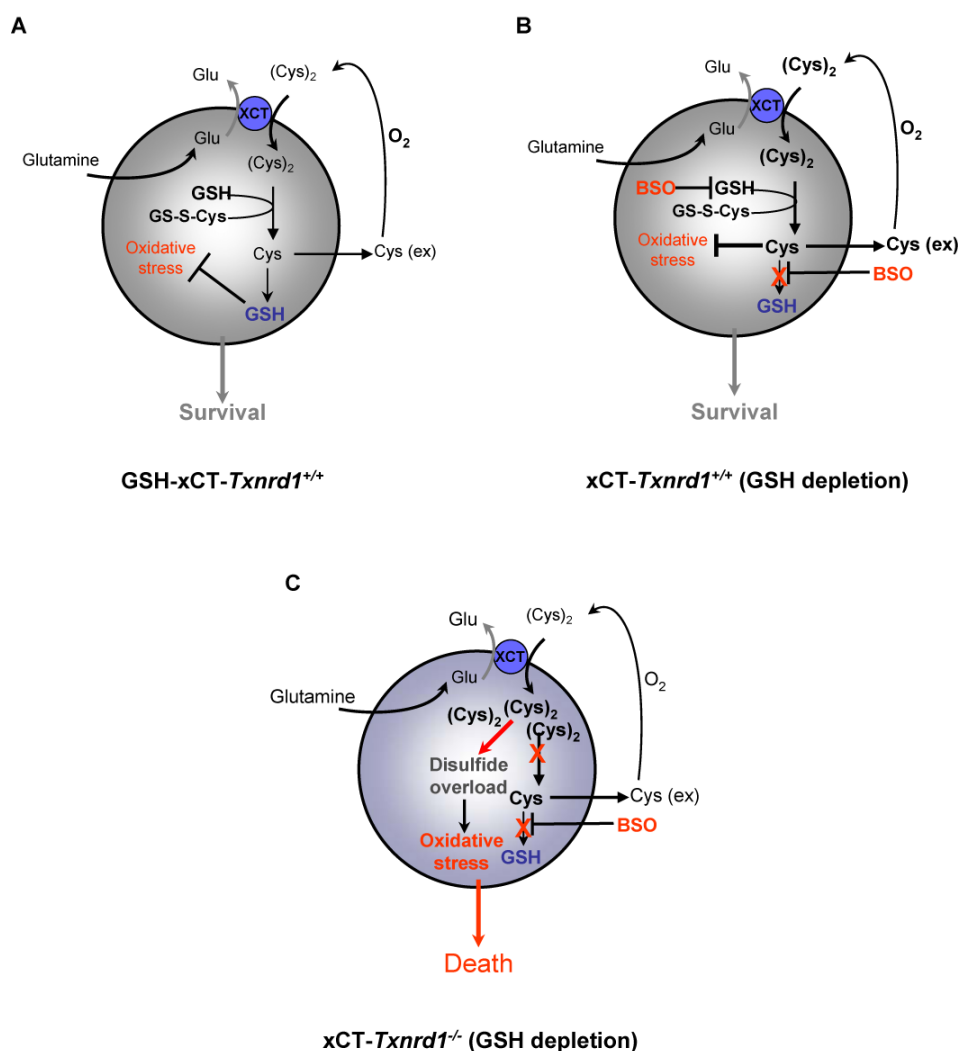 A
Glu
(Cys)2
XCT
Glu
O2
Glutamine
(Cys)2
GSH
GS-S-Cys
Oxidative
stress
Cys
Cys (ex)
GSH
Survival
GSH-xCT-Txnrd1+/+
B
Glu
(Cys)2
XCT
Glu
O2
Glutamine
(Cys)2
BSO
GSH
GS-S-Cys
Oxidative
stress
Cys
Cys (ex)
X
BSO
GSH
Survival
xCT-Txnrd1+/+ (GSH depletion)
C
Glu
(Cys)2
XCT
Glu
O2
Glutamine
(Cys)2
(Cys)2
(Cys)2
X
Disulfide
overload
Cys
Cys (ex)
X
BSO
Oxidative
stress
GSH
Death
xCT-Txnrd1-/- (GSH depletion)